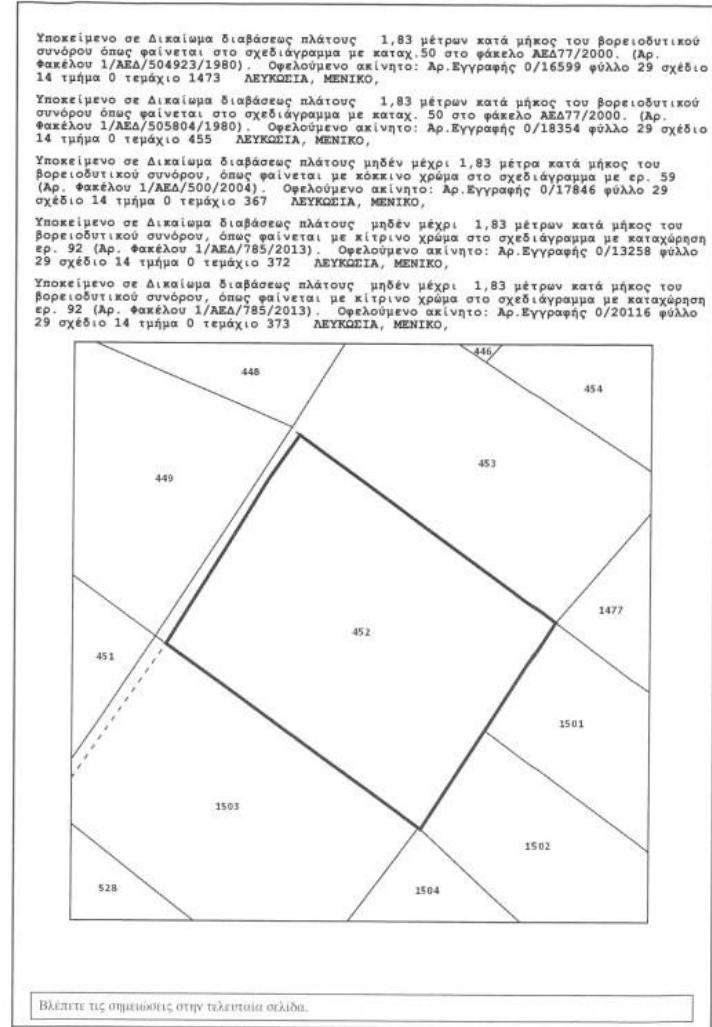 Υποκείμενο σε Δικαίωμα διαβάσεως πλάτους 1,83 μέτρων κατά μήκος του βορειοδυτικού
συνόρου όπως φαίνεται στο σχεδιάγραμμα με καταχ.50 στο φάκελο ΑΕΔ77/2000. (Αρ.
Φακέλου 1/ΑΕΔ/504923/1980). Οφελούμενο ακίνητο: Αρ.Εγγραφής 0/16599 φύλλο 29 σχέδιο
14 τμήμα 0 τεμάχιο 1473 ΛΕΥΚΩΣΙΑ, ΜΕΝΙΚΟ,
Υποκείμενο σε Δικαίωμα διαβάσεως πλάτους 1,83 μέτρων κατά μήκος του βορειοδυτικού
συνόρου όπως φαίνεται στο σχεδιάγραμμα με καταχ. 50 στο φάκελο ΑΕΔ77/2000. (Αρ.
Φακέλου 1/ΑΕΔ/505804/1980). Οφελούμενο ακίνητο: Αρ.Εγγραφής 0/18354 φύλλο 29 σχέδιο
14 τμήμα 0 τεμάχιο 455 ΛΕΥΚΩΣΙΑ, ΜΕΝΙΚΟ,
Υποκείμενο σε Δικαίωμα διαβάσεως πλάτους μηδέν μέχρι 1,83 μέτρα κατά μήκος του
βορειοδυτικού συνόρου, όπως φαίνεται με κόκκινο χρώμα στο σχεδιάγραμμα με ερ. 59
(Αρ. Φακέλου 1/ΑΕΔ/500/2004). Οφελούμενο ακίνητο: Αρ.Εγγραφής 0/17846 φύλλο 29
σχέδιο 14 τμήμα 0 τεμάχιο 367 ΛΕΥΚΩΣΙΑ, ΜΕΝΙΚΟ,
Υποκείμενο σε Δικαίωμα διαβάσεως πλάτους μηδέν μέχρι 1,83 μέτρων κατά μήκος του
βορειοδυτικού συνόρου, όπως φαίνεται με κίτρινο χρώμα στο σχεδιάγραμμα με καταχώρηση
ερ. 92 (Αρ. Φακέλου 1/ΑΕΔ/785/2013). Οφελούμενο ακίνητο: Αρ.Εγγραφής 0/13258 φύλλο
29 σχέδιο 14 τμήμα 0 τεμάχιο 372 ΛΕΥΚΩΣΙΑ, ΜΕΝΙΚΟ,
Υποκείμενο σε Δικαίωμα διαβάσεως πλάτους μηδέν μέχρι 1,83 μέτρων κατά μήκος του
βορειοδυτικού συνόρου, όπως φαίνεται με κίτρινο χρώμα στο σχεδιάγραμμα με καταχώρηση
ερ. 92 (Αρ. Φακέλου 1/ΑΕΔ/785/2013). Οφελούμενο ακίνητο: Αρ.Εγγραφής 0/20116 φύλλο
29 σχέδιο 14 τμήμα 0 τεμάχιο 373 ΛΕΥΚΩΣΙΑ, ΜΕΝΙΚΟ,
446
448
454
453
449
1477
452
451
1501
1503
1502
528
1504
Βλέπετε τις σημειώσεις στην τελευταία σελίδα.